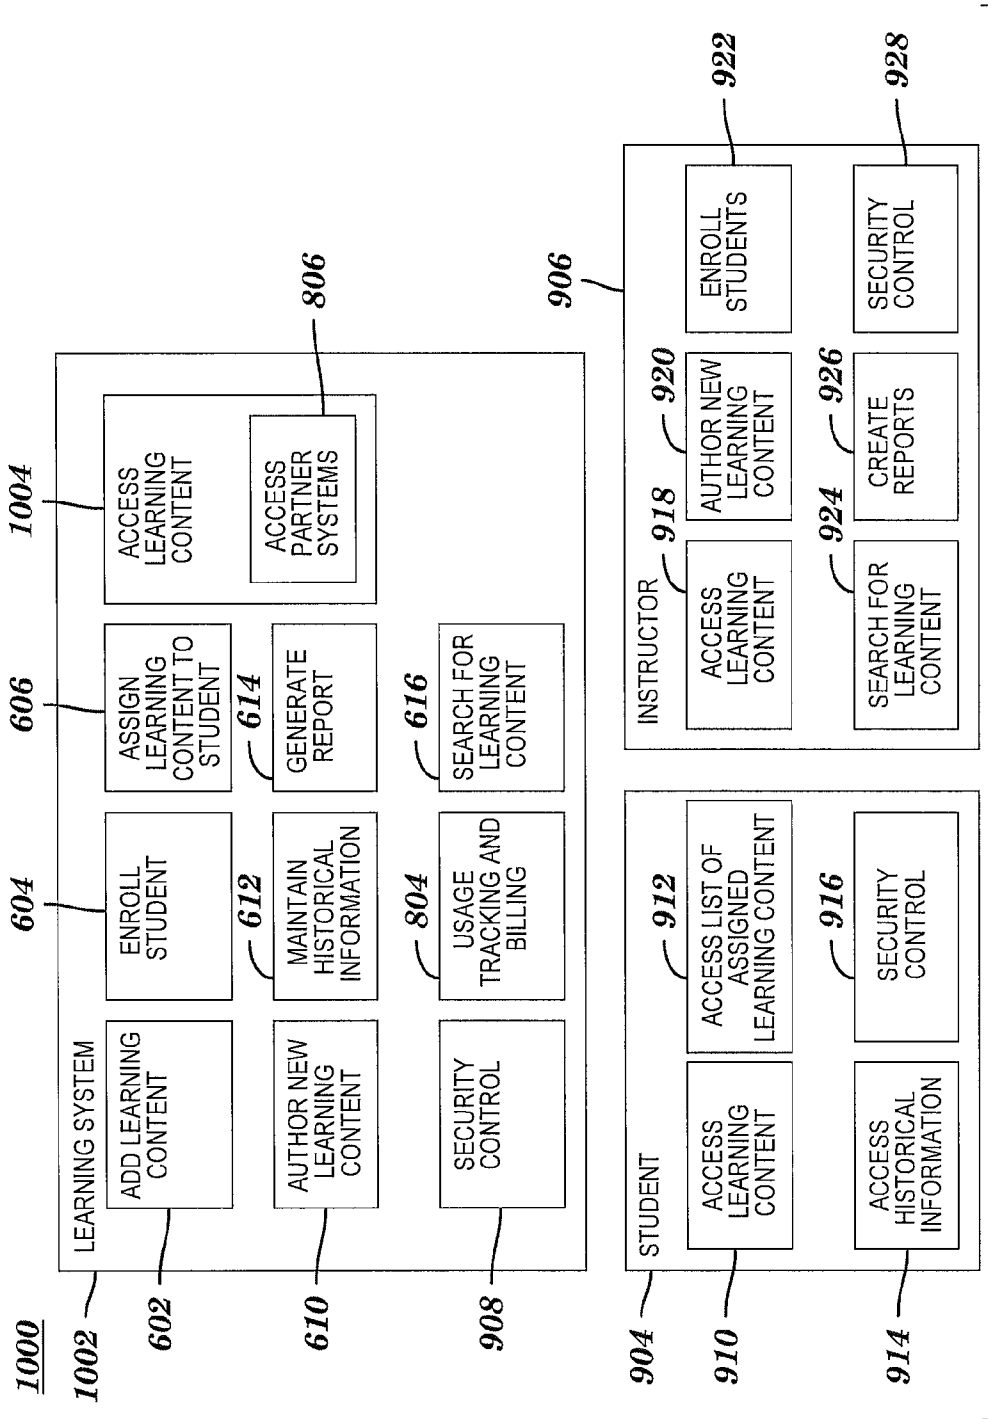 1000
1002
LEARNING SYSTEM
602
ADD LEARNING
CONTENT
604
ENROLL
STUDENT
606
ASSIGN
LEARNING
CONTENT TO
STUDENT
1004
ACCESS
LEARNING
CONTENT
ACCESS
PARTNER
SYSTEMS
806
610
AUTHOR NEW
LEARNING
CONTENT
612
MAINTAIN
HISTORICAL
INFORMATION
614
GENERATE
REPORT
908
SECURITY
CONTROL
804
USAGE
TRACKING AND
BILLING
616
SEARCH FOR
LEARNING
CONTENT
904
STUDENT
910
ACCESS
LEARNING
CONTENT
912
ACCESS LIST OF
ASSIGNED
LEARNING CONTENT
914
ACCESS
HISTORICAL
INFORMATION
916
SECURITY
CONTROL
906
INSTRUCTOR
918
ACCESS
LEARNING
CONTENT
920
AUTHOR NEW
LEARNING
CONTENT
922
ENROLL
STUDENTS
924
SEARCH FOR
LEARNING
CONTENT
926
CREATE
REPORTS
928
SECURITY
CONTROL